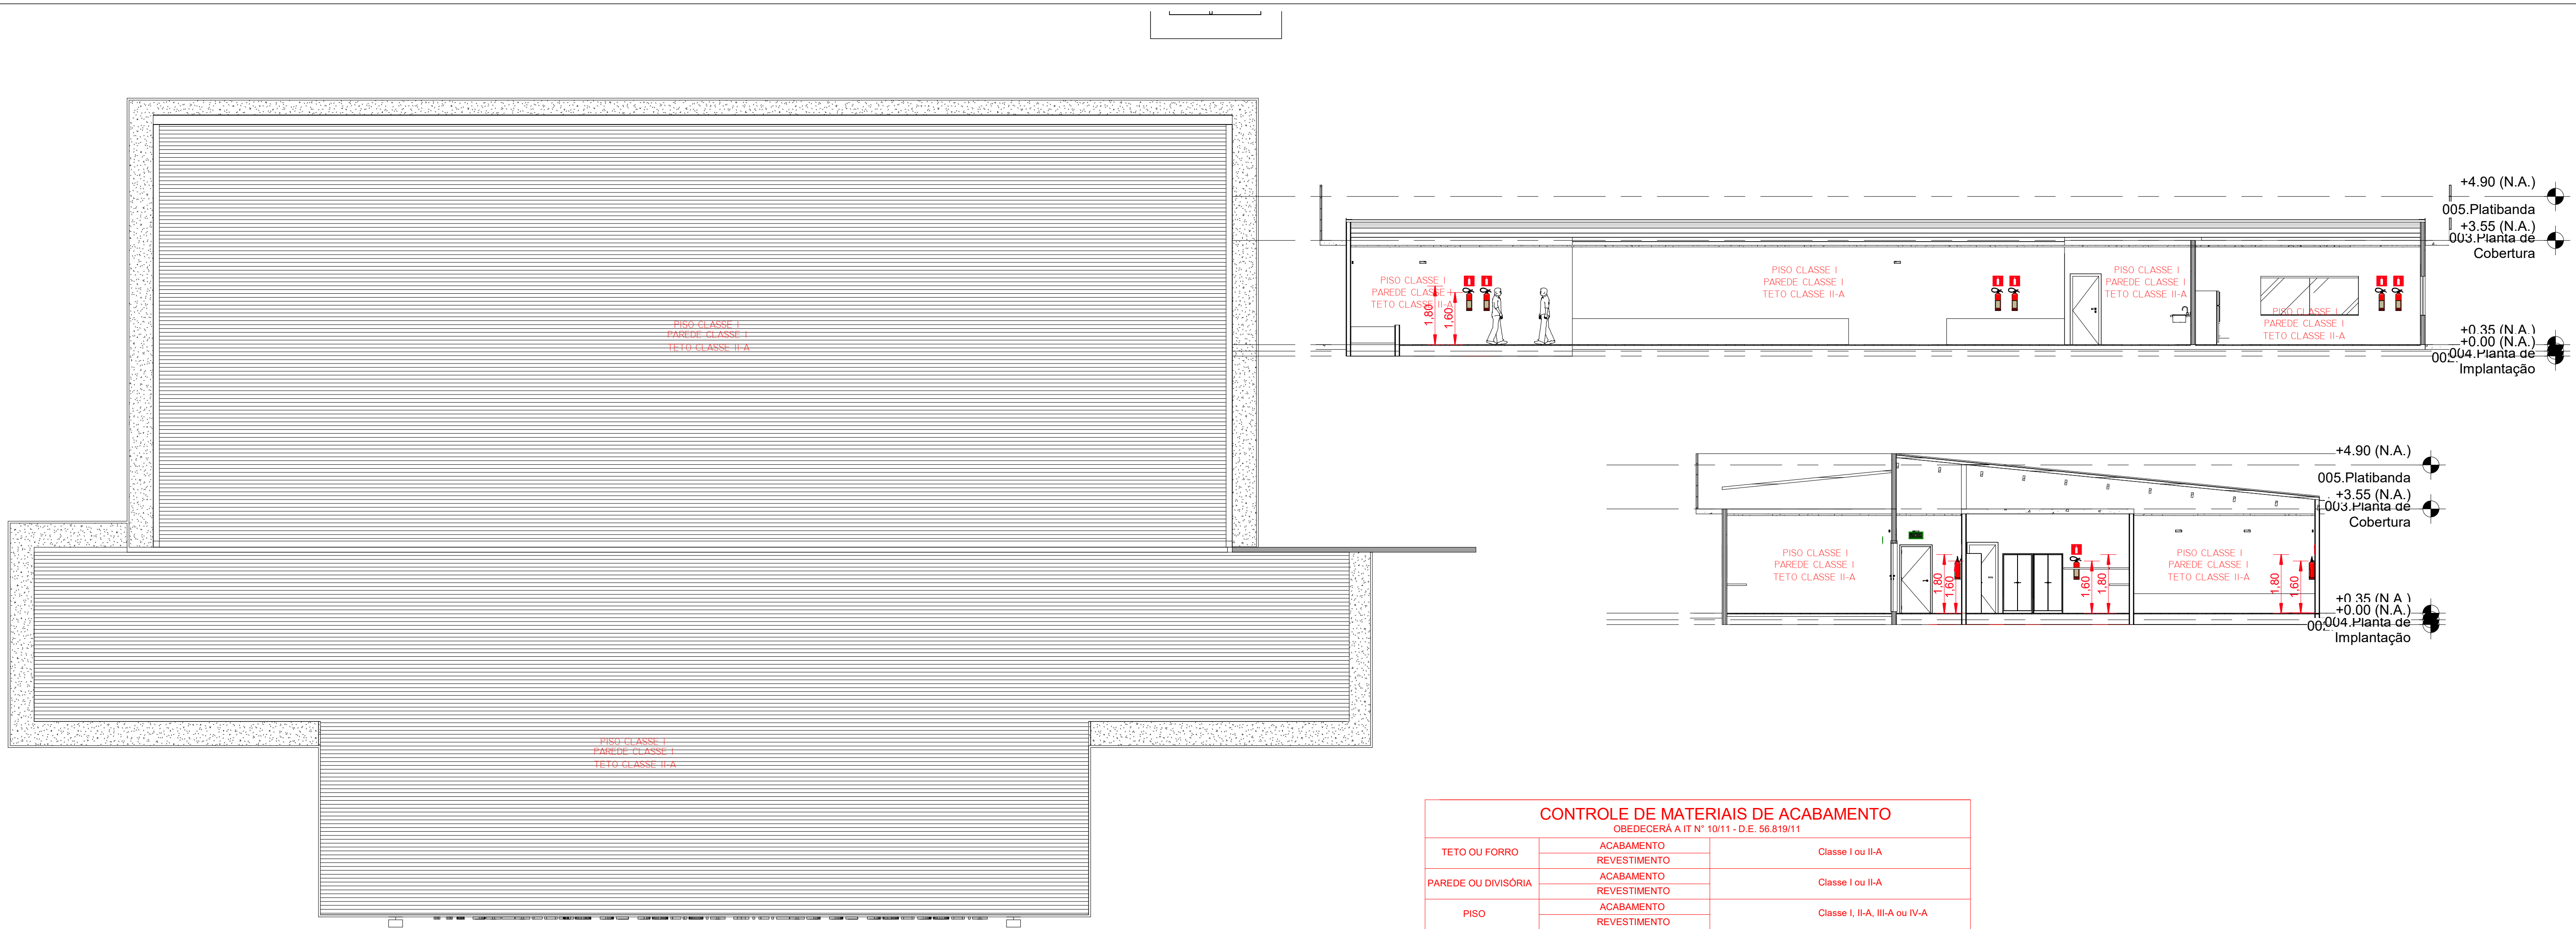 PISO CLASSE I
PAREDE CLASSE I
TETO CLASSE II-A
PISO CLASSE I
PAREDE CLASSE I
TETO CLASSE II-A
PISO CLASSE I
PAREDE CLASSE I
TETO CLASSE II-A
1,80
1,60
PISO CLASSE I
PAREDE CLASSE I
TETO CLASSE II-A
PISO CLASSE I
PAREDE CLASSE I
TETO CLASSE II-A
PISO CLASSE I
PAREDE CLASSE I
TETO CLASSE II-A
+4.90 (N.A.)
005.Platibanda
+3.55 (N.A.)
003.Planta de
Cobertura
+0.35 (N.A.)
+0.00 (N.A.)
004.Planta de
002.
Implantação
PISO CLASSE I
PAREDE CLASSE I
TETO CLASSE II-A
1,80
1,60
1,60
1,80
PISO CLASSE I
PAREDE CLASSE I
TETO CLASSE II-A
1,80
1,60
+4.90 (N.A.)
005.Platibanda
+3.55 (N.A.)
003.Planta de
Cobertura
+0.35 (N.A.)
+0.00 (N.A.)
004.Planta de
002.
Implantação
CONTROLE DE MATERIAIS DE ACABAMENTO
OBEDECERÁ A IT N° 10/11 - D.E. 56.819/11
TETO OU FORRO
ACABAMENTO
REVESTIMENTO
Classe I ou II-A
PAREDE OU DIVISÓRIA
ACABAMENTO
REVESTIMENTO
Classe I ou II-A
PISO
ACABAMENTO
REVESTIMENTO
Classe I, II-A, III-A ou IV-A